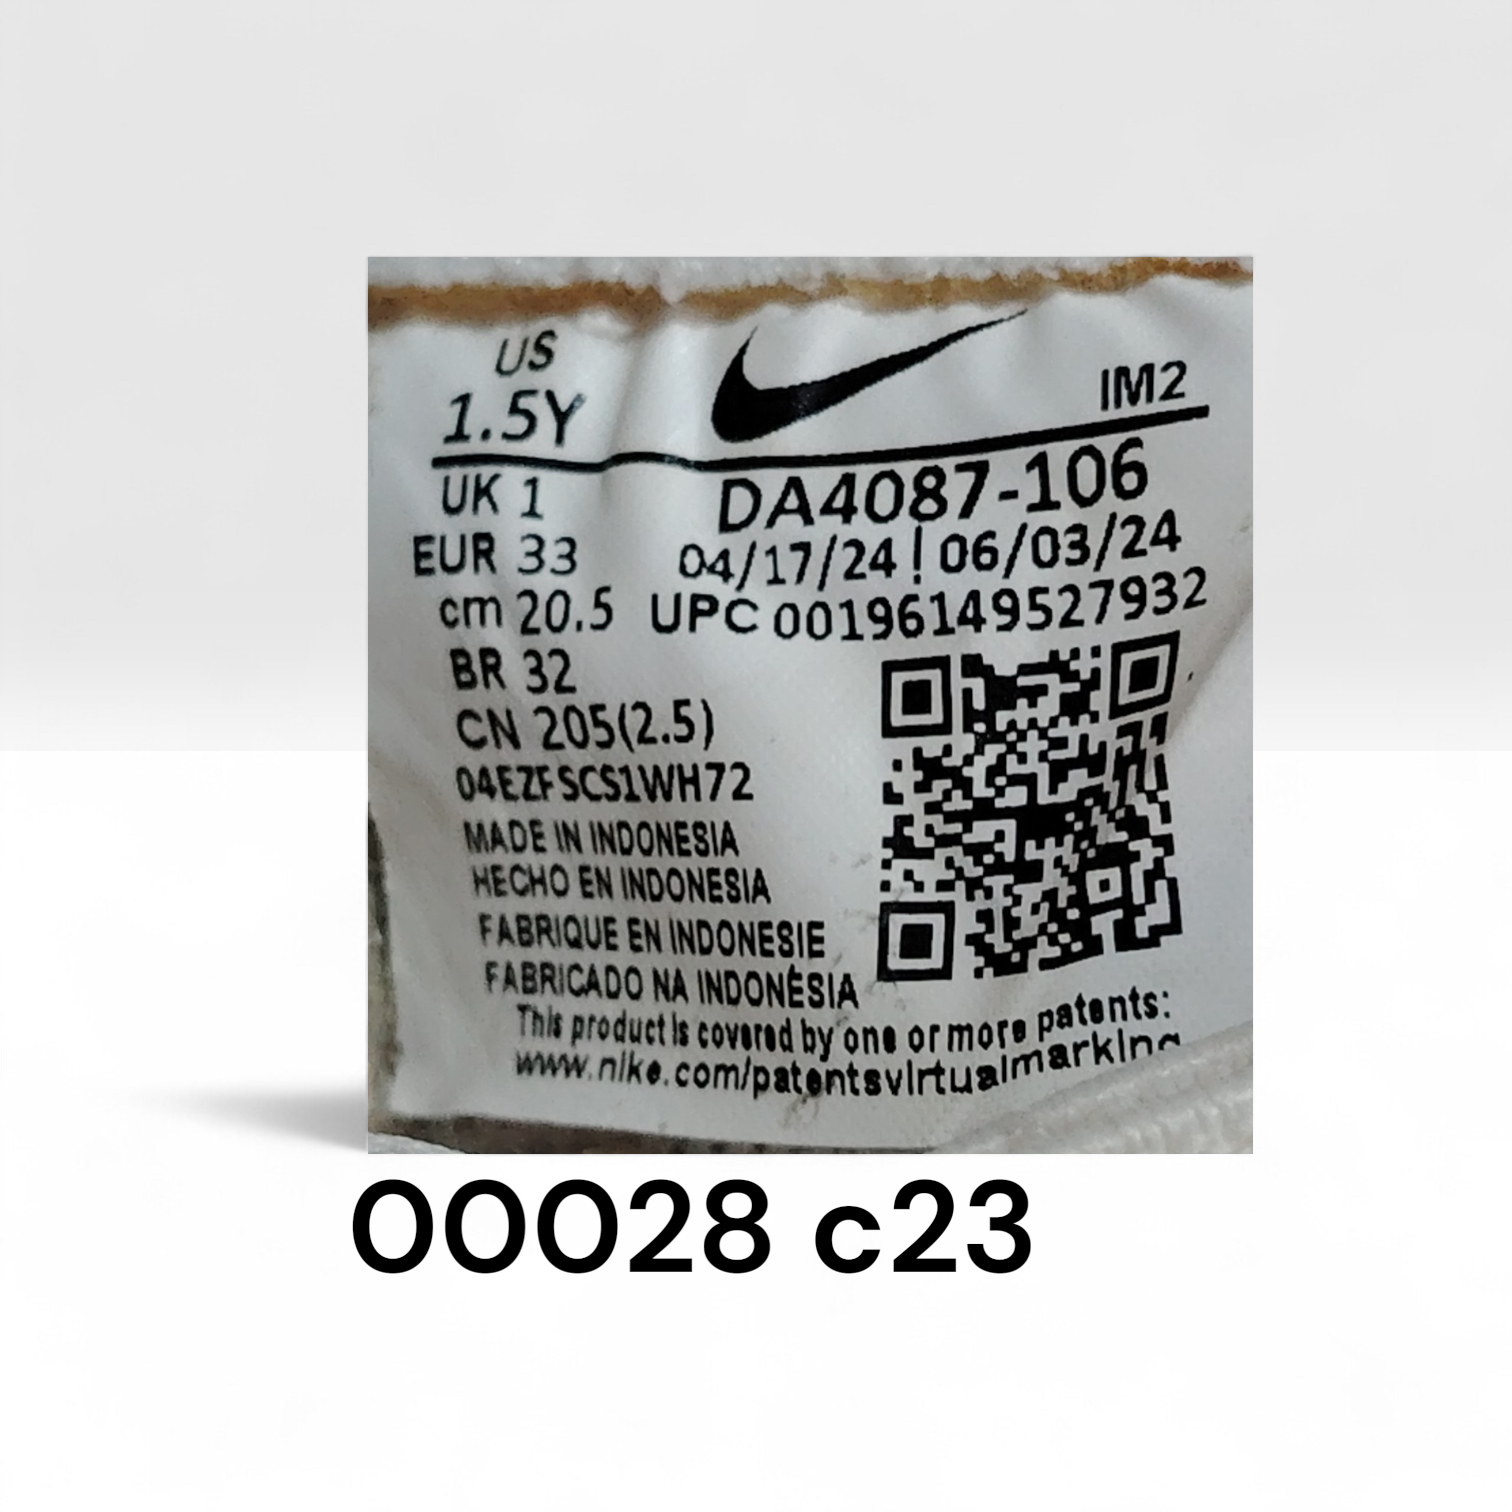 US
1.5Y
IM2
UK 1
EUR 33
cm 20.5
BR 32
CN 205(2.5)
DA4087-106
04/17/24 | 06/03/24
UPC 00196149527932
04EZFSCS1WH72
MADE IN INDONESIA
HECHO EN INDONESIA
FABRIQUE EN INDONESIE
FABRICADO NA INDONÉSIA
This product is covered by one or more patents:
www.nike.com/patentsvirtualmarking
00028 c23